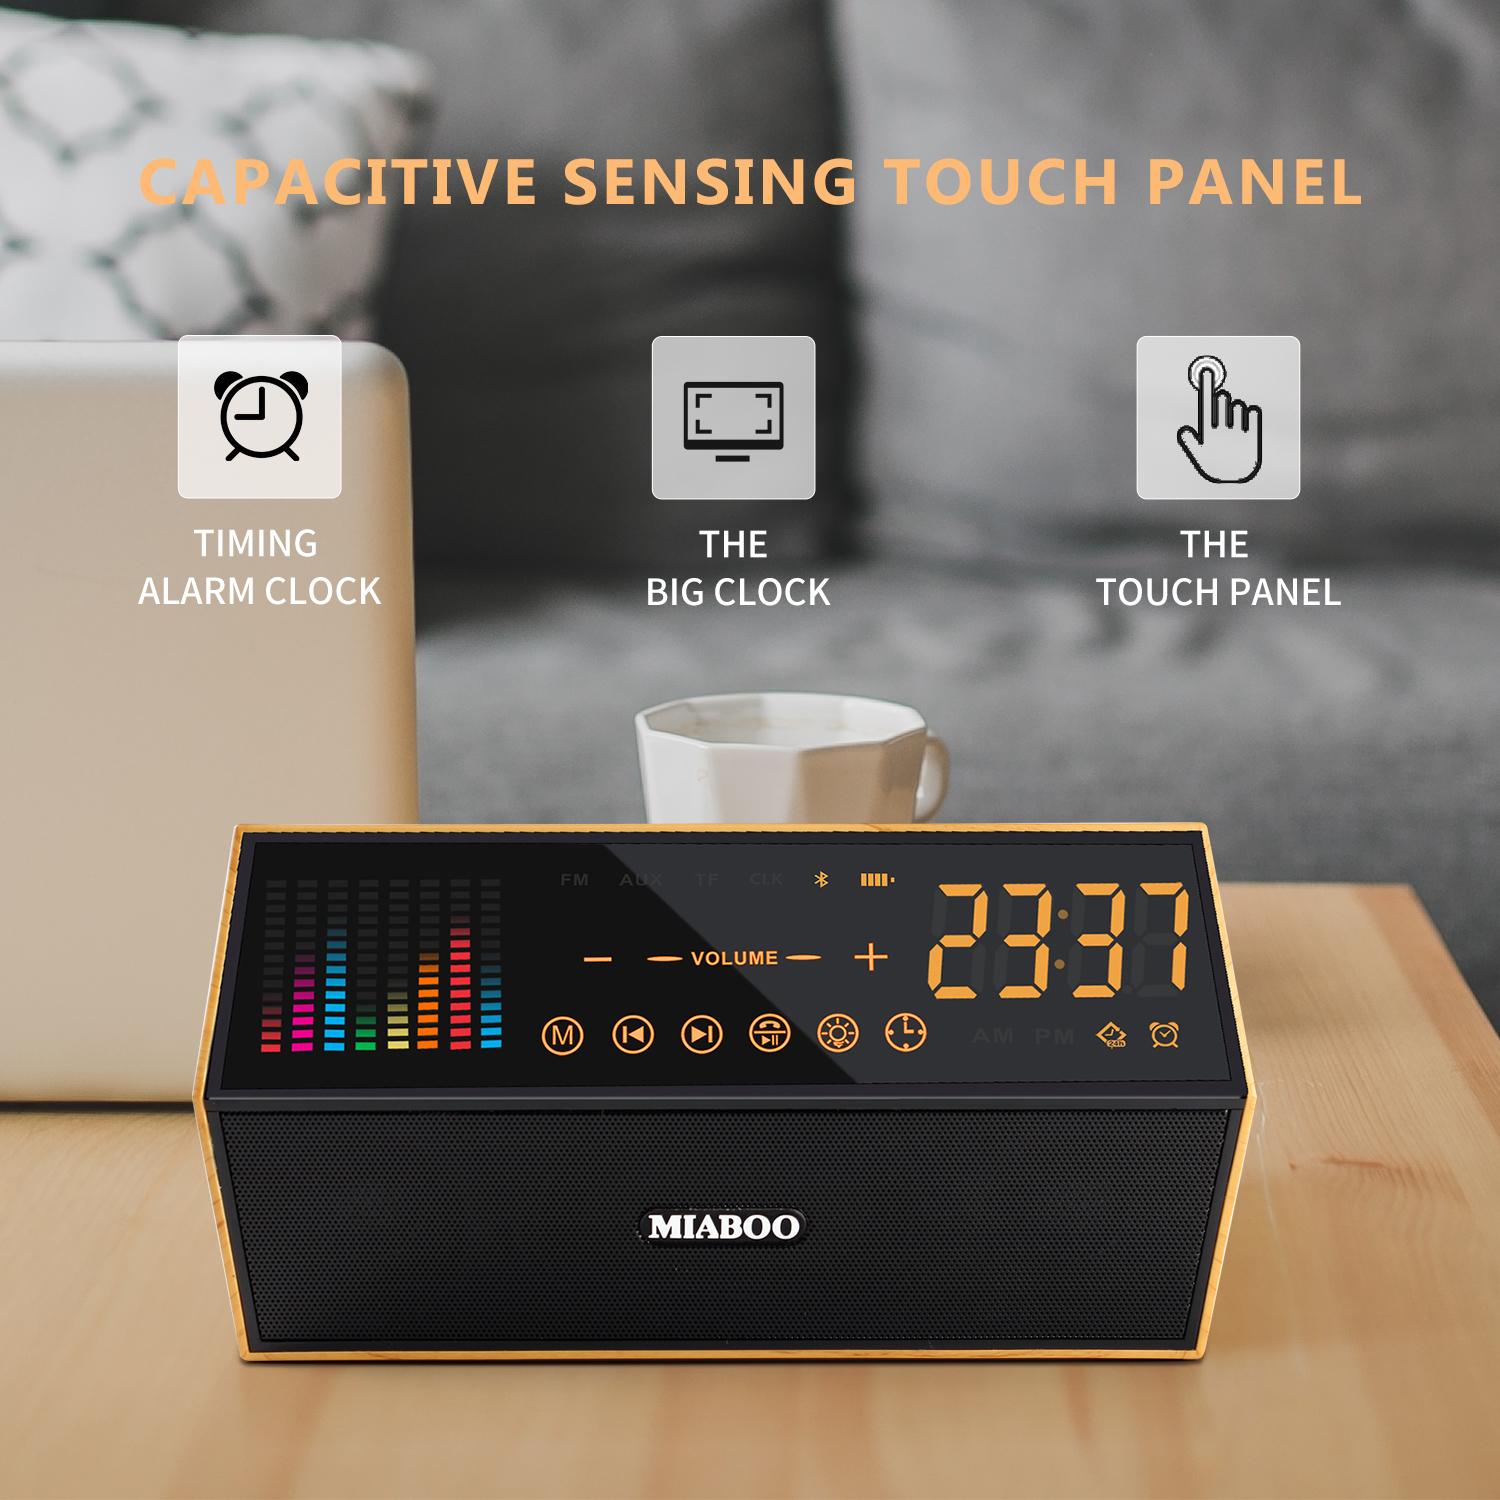 CAPACITIVE SENSING TOUCH PANEL
TIMING
ALARM CLOCK
THE
BIG CLOCK
THE
TOUCH PANEL
FM AUX TF CLK
23:37
− VOLUME +
M
AM PM 24h
MIABOO